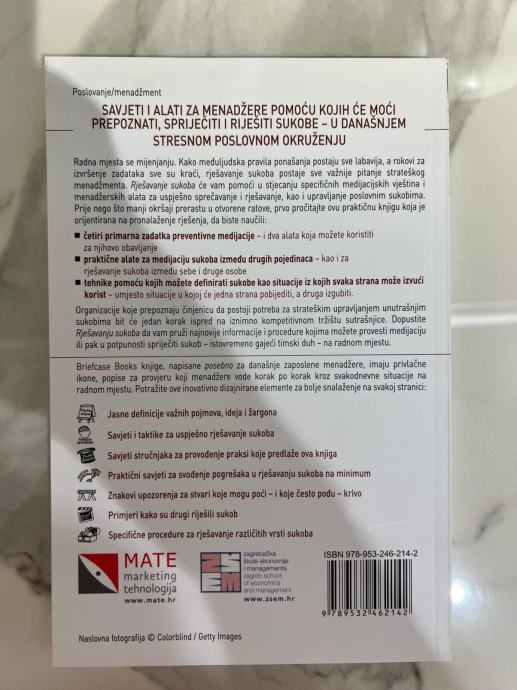 Poslovanje/menadžment
SAVJETI I ALATI ZA MENADŽERE POMOĆU KOJIH ĆE MOĆI
PREPOZNATI, SPRIJEČITI I RIJEŠITI SUKOBE – U DANAŠNJEM
STRESNOM POSLOVNOM OKRUŽENJU
Radna mjesta se mijenjanju. Kako međuljudska pravila ponašanja postaju sve labavija, a rokovi za
izvršenje zadataka sve su kraći, rješavanje sukoba postaje sve važnije pitanje strateškog
menadžmenta. Rješavanje sukoba će vam pomoći u stjecanju specifičnih medijacijskih vještina i
menadžerskih alata za uspješno sprečavanje i rješavanje, kao i upravljanje poslovnim sukobima.
Prije nego što manji okršaji prerastu u otvorene ratove, prvo pročitajte ovu praktičnu knjigu koja je
orijentirana na pronalaženje rješenja, da biste naučili:
■ četiri primarna zadatka preventivne medijacije – i dva alata koja možete koristiti
za njihovo obavljanje
■ praktične alate za medijaciju sukoba između drugih pojedinaca – kao i za
rješavanje sukoba između sebe i druge osobe
■ tehnike pomoću kojih možete definirati sukobe kao situacije iz kojih svaka strana može izvući
korist – umjesto situacije u kojoj će jedna strana pobijediti, a druga izgubiti.
Organizacije koje prepoznaju činjenicu da postoji potreba za strateškim upravljanjem unutrašnjim
sukobima bit će jedan korak ispred na iznimno kompetitivnom tržištu sutrašnjice. Dopustite
Rješavanju sukoba da vam pruži najnovije informacije i procedure kojima možete provesti medijaciju
ili pak u potpunosti spriječiti sukob – istovremeno gajeći timski duh – na radnom mjestu.
Briefcase Books knjige, napisane posebno za današnje zaposlene menadžere, imaju privlačne
ikone, popise za provjeru koji menadžere vode korak po korak kroz svakodnevne situacije na
radnom mjestu. Potražite ove inovativno dizajnirane elemente za bolje snalaženje na svakoj stranici:
Jasne definicije važnih pojmova, ideja i žargona
Savjeti i taktike za uspješno rješavanje sukoba
Savjeti stručnjaka za provođenje praksi koje predlaže ova knjiga
Praktični savjeti za svođenje pogrešaka u rješavanju sukoba na minimum
Znakovi upozorenja za stvari koje mogu poći – i koje često pođu – krivo
Primjeri kako su drugi riješili sukob
Specifične procedure za rješavanje različitih vrsti sukoba
MATE
marketing
tehnologija
www.mate.hr
ZSEM
zagrebačka
škola ekonomije
i managementa
zagreb school
of economics
and management
www.zsem.hr
ISBN 978-953-246-214-2
9 789532 462142
Naslovna fotografija © Colorblind / Getty Images